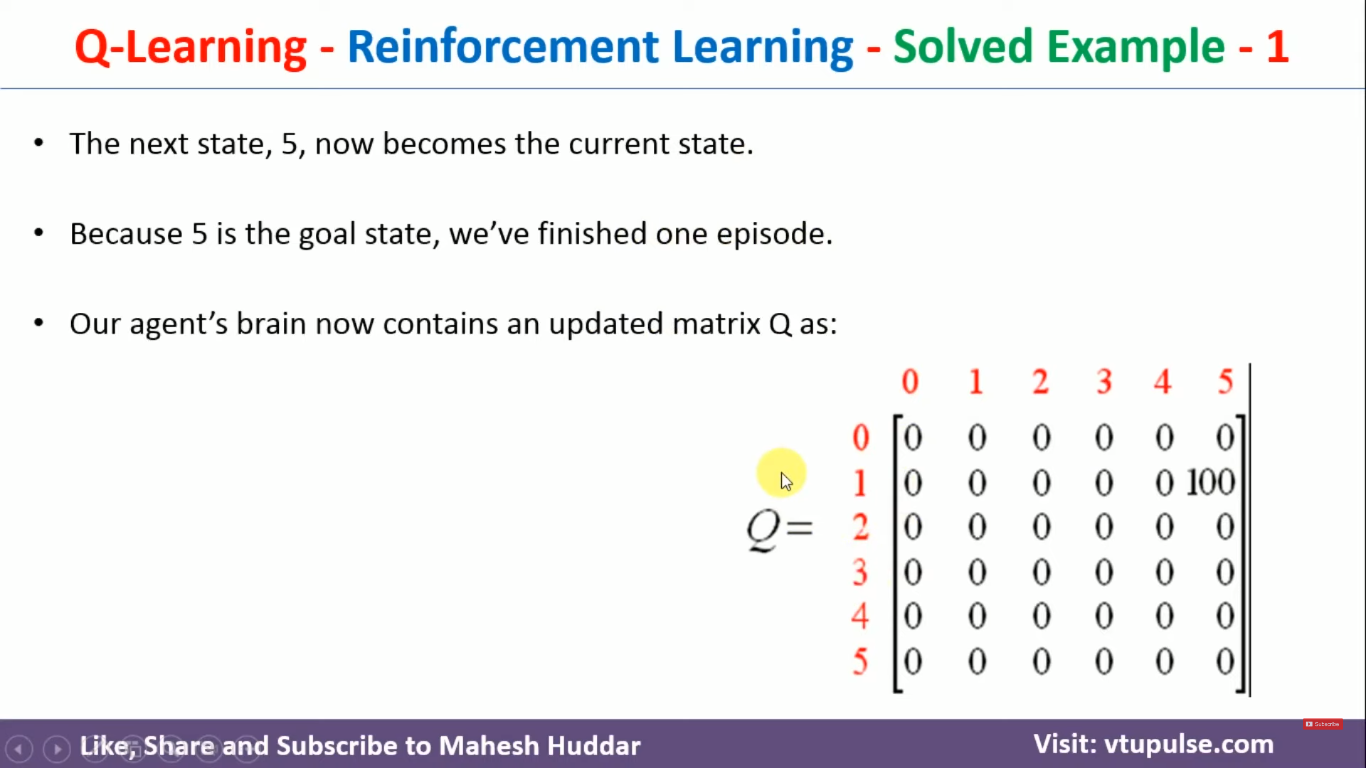 Q-Learning - Reinforcement Learning - Solved Example - 1
• The next state, 5, now becomes the current state.
• Because 5 is the goal state, we’ve finished one episode.
• Our agent’s brain now contains an updated matrix Q as:
0 1 2 3 4 5
0 0 0 0 0 0 0
1 0 0 0 0 0 100
Q= 2 0 0 0 0 0 0
3 0 0 0 0 0 0
4 0 0 0 0 0 0
5 0 0 0 0 0 0
Subscribe
Like, Share and Subscribe to Mahesh Huddar
Visit: vtupulse.com